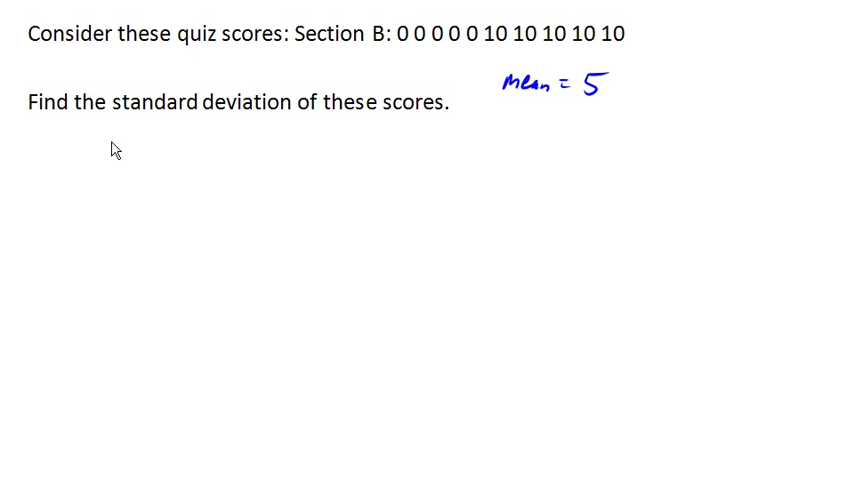 Consider these quiz scores: Section B: 0 0 0 0 0 10 10 10 10 10
mean = 5
Find the standard deviation of these scores.